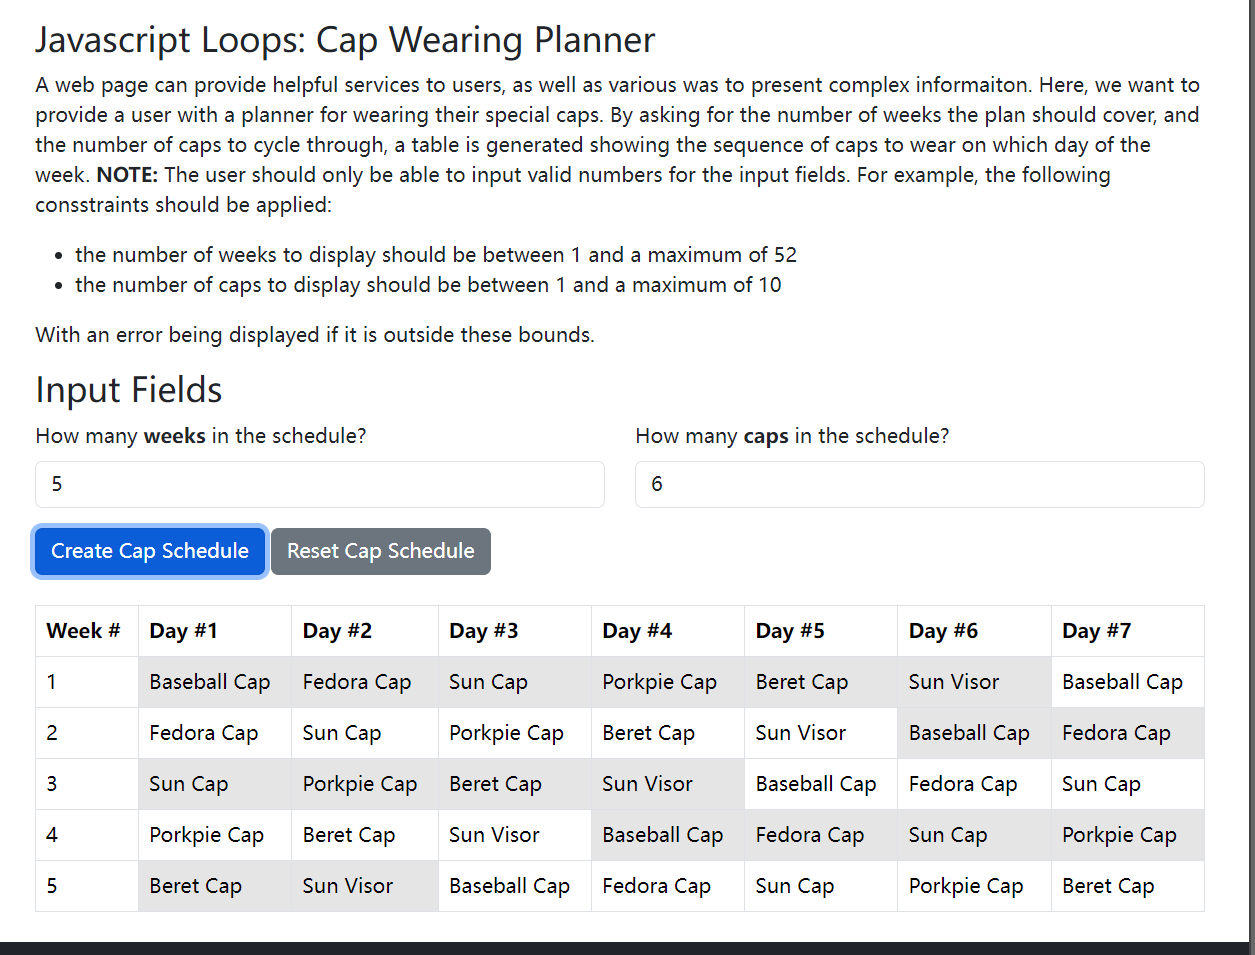 Javascript Loops: Cap Wearing Planner
A web page can provide helpful services to users, as well as various was to present complex informaiton. Here, we want to
provide a user with a planner for wearing their special caps. By asking for the number of weeks the plan should cover, and
the number of caps to cycle through, a table is generated showing the sequence of caps to wear on which day of the
week. NOTE: The user should only be able to input valid numbers for the input fields. For example, the following
consstraints should be applied:
• the number of weeks to display should be between 1 and a maximum of 52
• the number of caps to display should be between 1 and a maximum of 10
With an error being displayed if it is outside these bounds.
Input Fields
How many weeks in the schedule? How many caps in the schedule?
5 6
Create Cap Schedule Reset Cap Schedule
Week # Day #1 Day #2 Day #3 Day #4 Day #5 Day #6 Day #7
1 Baseball Cap Fedora Cap Sun Cap Porkpie Cap Beret Cap Sun Visor Baseball Cap
2 Fedora Cap Sun Cap Porkpie Cap Beret Cap Sun Visor Baseball Cap Fedora Cap
3 Sun Cap Porkpie Cap Beret Cap Sun Visor Baseball Cap Fedora Cap Sun Cap
4 Porkpie Cap Beret Cap Sun Visor Baseball Cap Fedora Cap Sun Cap Porkpie Cap
5 Beret Cap Sun Visor Baseball Cap Fedora Cap Sun Cap Porkpie Cap Beret Cap